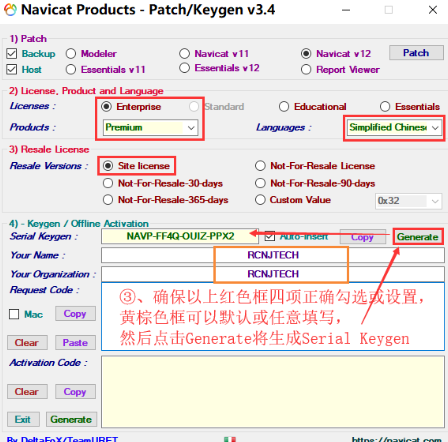 Navicat Products - Patch/Keygen v3.4
1) Patch
Backup Modeler Navicat v11 Navicat v12 Patch
Host Essentials v11 Essentials v12 Report Viewer
2) License, Product and Language
Licenses : Enterprise Standard Educational Essentials
Products : Premium Languages : Simplified Chinese
3) Resale License
Resale Versions : Site license Not-For-Resale License
Not-For-Resale-30-days Not-For-Resale-90-days
Not-For-Resale-365-days Custom Value 0x32
4) - Keygen / Offline Activation
Serial Keygen : NAVP-FF4Q-OUIZ-PPX2 Auto-Insert Copy Generate
Your Name : RCNJTECH
Your Organization : RCNJTECH
Request Code :
③、确保以上红色框四项正确勾选或设置，
黄棕色框可以默认或任意填写，
然后点击Generate将生成Serial Keygen
Mac Copy
Clear Paste
Activation Code :
Clear Copy
Exit Generate
By DeltaFoX/TeamURET https://navicat.com